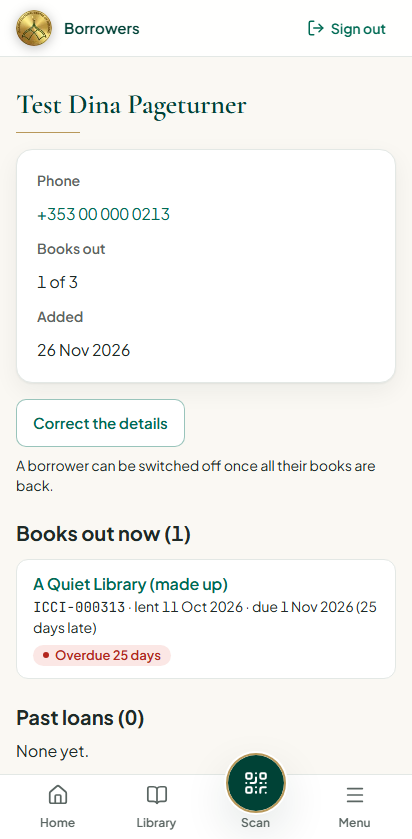 Borrowers
Sign out
Test Dina Pageturner
Phone
+353 00 000 0213
Books out
1 of 3
Added
26 Nov 2026
Correct the details
A borrower can be switched off once all their books are
back.
Books out now (1)
A Quiet Library (made up)
ICCI-000313 · lent 11 Oct 2026 · due 1 Nov 2026 (25
days late)
Overdue 25 days
Past loans (0)
None yet.
Home
Library
Scan
Menu